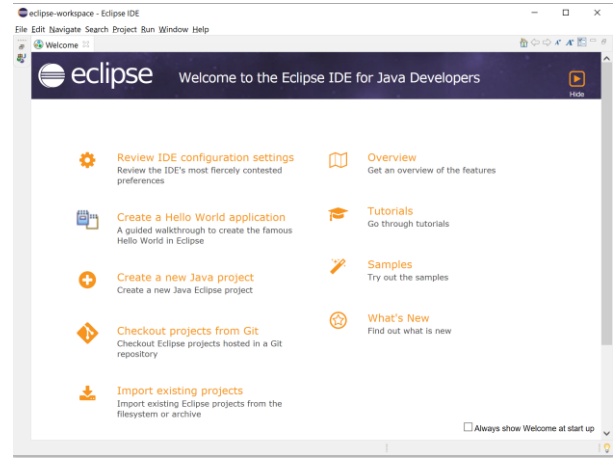 eclipse-workspace - Eclipse IDE
File Edit Navigate Search Project Run Window Help
Welcome
eclipse Welcome to the Eclipse IDE for Java Developers
Hide
Review IDE configuration settings
Review the IDE's most fiercely contested
preferences
Create a Hello World application
A guided walkthrough to create the famous
Hello World in Eclipse
Create a new Java project
Create a new Java Eclipse project
Checkout projects from Git
Checkout Eclipse projects hosted in a Git
repository
Import existing projects
Import existing Eclipse projects from the
filesystem or archive
Overview
Get an overview of the features
Tutorials
Go through tutorials
Samples
Try out the samples
What's New
Find out what is new
Always show Welcome at start up